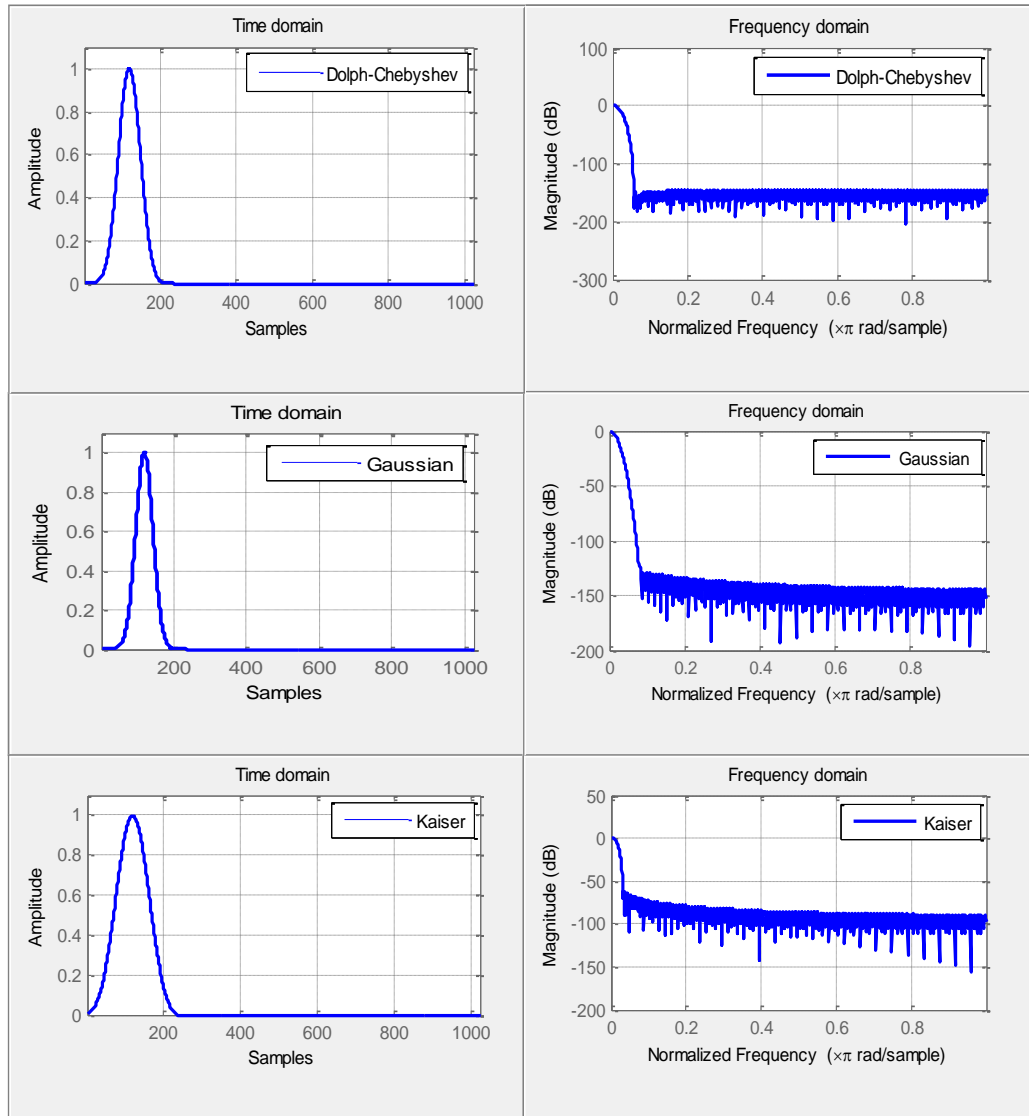 Time domain
Dolph-Chebyshev
1
0.8
0.6
0.4
0.2
0
Amplitude
200 400 600 800 1000
Samples
Frequency domain
Dolph-Chebyshev
100
0
-100
-200
-300
Magnitude (dB)
0 0.2 0.4 0.6 0.8
Normalized Frequency (×π rad/sample)
Time domain
Gaussian
1
0.8
0.6
0.4
0.2
0
Amplitude
200 400 600 800 1000
Samples
Frequency domain
Gaussian
0
-50
-100
-150
-200
Magnitude (dB)
0 0.2 0.4 0.6 0.8
Normalized Frequency (×π rad/sample)
Time domain
Kaiser
1
0.8
0.6
0.4
0.2
0
Amplitude
200 400 600 800 1000
Samples
Frequency domain
Kaiser
50
0
-50
-100
-150
-200
Magnitude (dB)
0 0.2 0.4 0.6 0.8
Normalized Frequency (×π rad/sample)